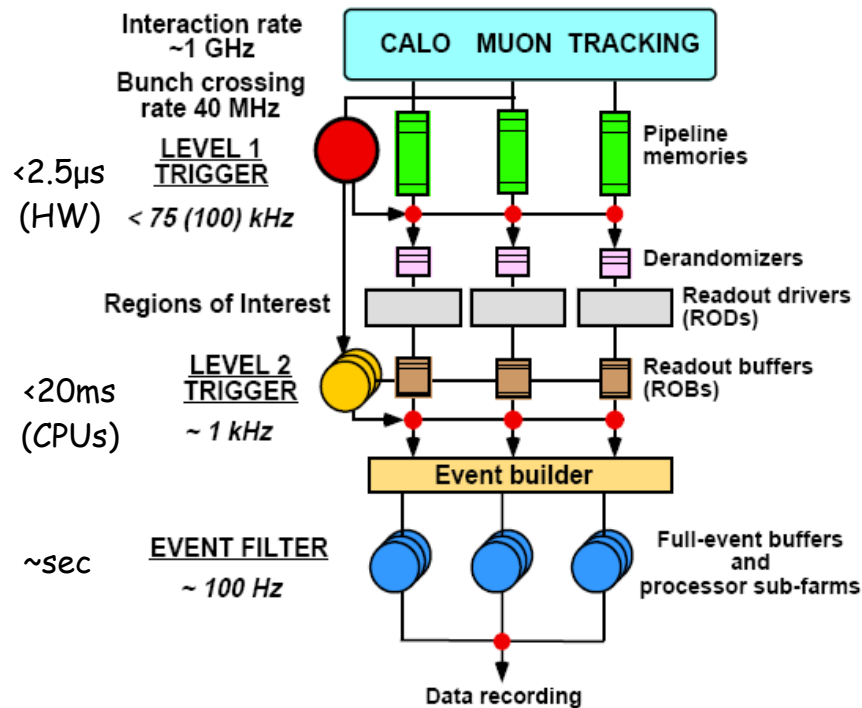 Interaction rate
~1 GHz
CALO MUON TRACKING
Bunch crossing
rate 40 MHz
Pipeline
memories
LEVEL 1
TRIGGER
<2.5µs
(HW)
< 75 (100) kHz
Derandomizers
Regions of Interest
Readout drivers
(RODs)
LEVEL 2
TRIGGER
Readout buffers
(ROBs)
<20ms
(CPUs)
~ 1 kHz
Event builder
~sec
EVENT FILTER
~ 100 Hz
Full-event buffers
and
processor sub-farms
Data recording